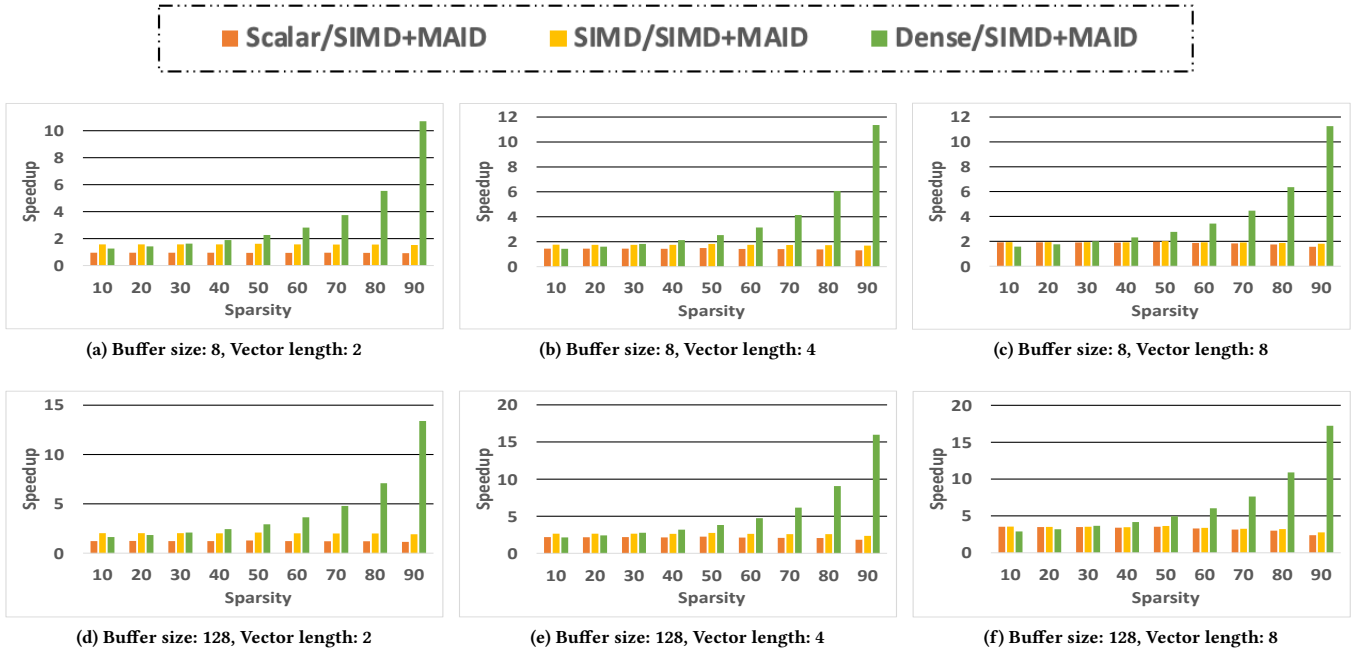 Scalar/SIMD+MAID SIMD/SIMD+MAID Dense/SIMD+MAID
10
8
6
4
2
0
Speedup
10 20 30 40 50 60 70 80 90
Sparsity
(a) Buffer size: 8, Vector length: 2
12
10
8
6
4
2
0
Speedup
10 20 30 40 50 60 70 80 90
Sparsity
(b) Buffer size: 8, Vector length: 4
12
10
8
6
4
2
0
Speedup
10 20 30 40 50 60 70 80 90
Sparsity
(c) Buffer size: 8, Vector length: 8
15
10
5
0
Speedup
10 20 30 40 50 60 70 80 90
Sparsity
(d) Buffer size: 128, Vector length: 2
20
15
10
5
0
Speedup
10 20 30 40 50 60 70 80 90
Sparsity
(e) Buffer size: 128, Vector length: 4
20
15
10
5
0
Speedup
10 20 30 40 50 60 70 80 90
Sparsity
(f) Buffer size: 128, Vector length: 8